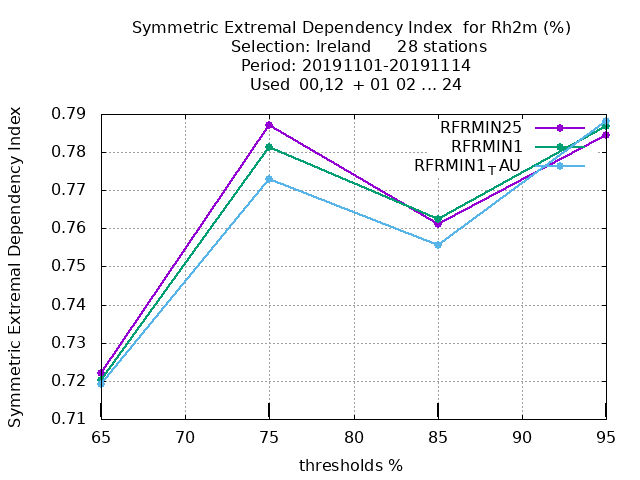 Symmetric Extremal Dependency Index  for Rh2m (%)
Selection: Ireland     28 stations
Period: 20191101-20191114
Used  00,12  + 01 02 ... 24
Symmetric Extremal Dependency Index
0.79
0.78
0.77
0.76
0.75
0.74
0.73
0.72
0.71
RFRMIN25
RFRMIN1
RFRMIN1TAU
65 70 75 80 85 90 95
thresholds %